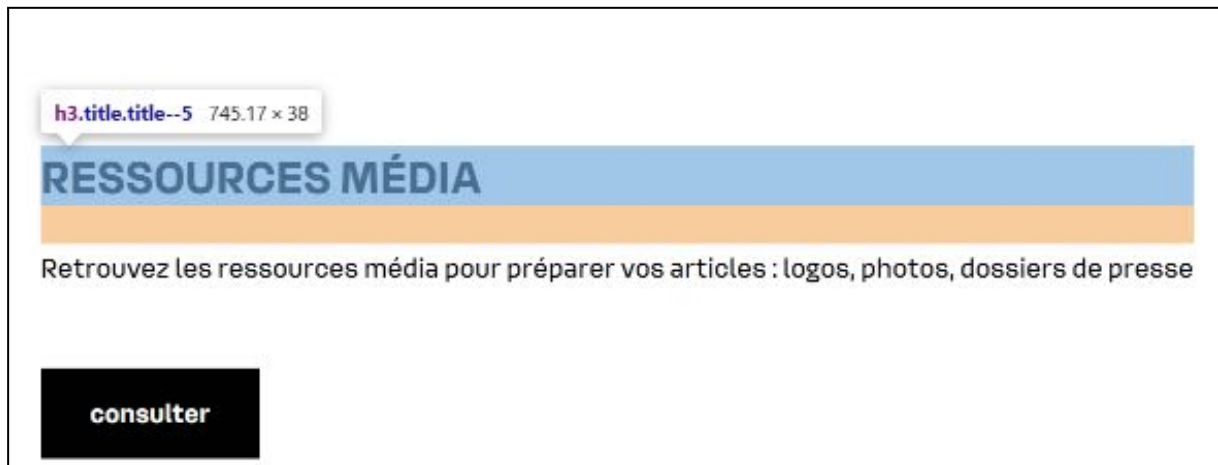 h3.title.title--5 745.17 × 38
RESSOURCES MÉDIA
Retrouvez les ressources média pour préparer vos articles : logos, photos, dossiers de presse
consulter